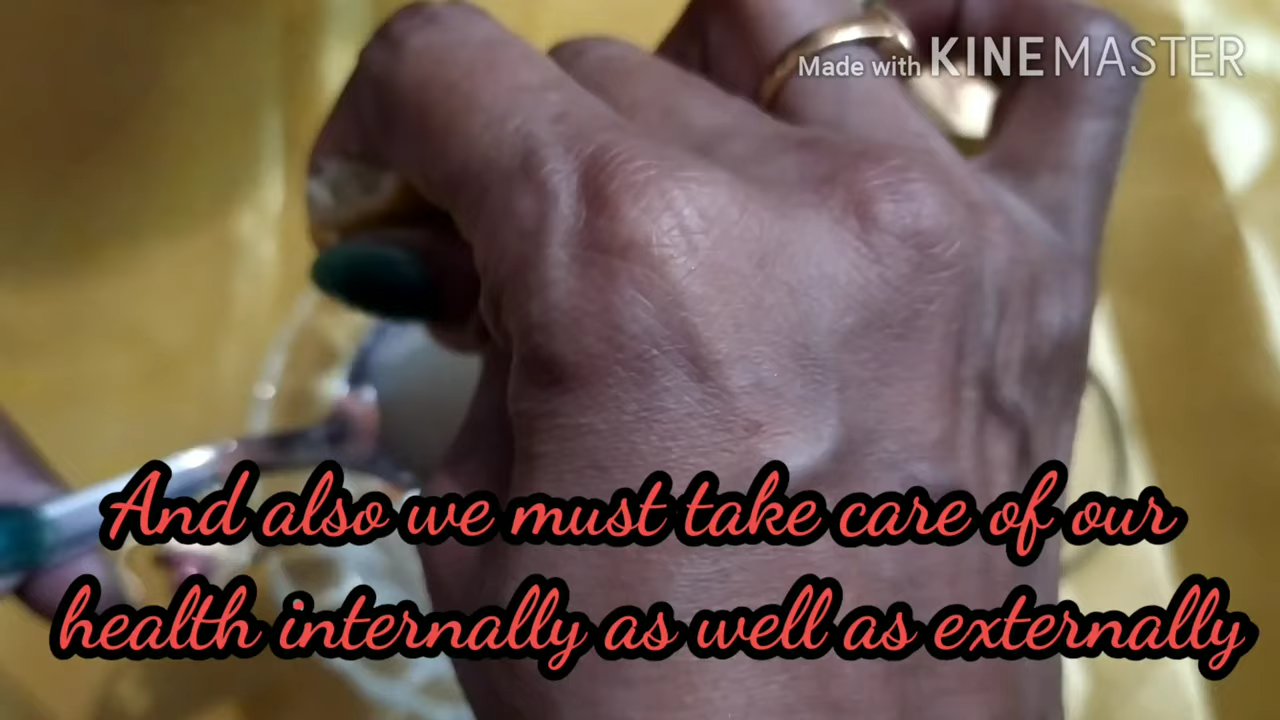 Made with KINEMASTER
And also we must take care of our
health internally as well as externally